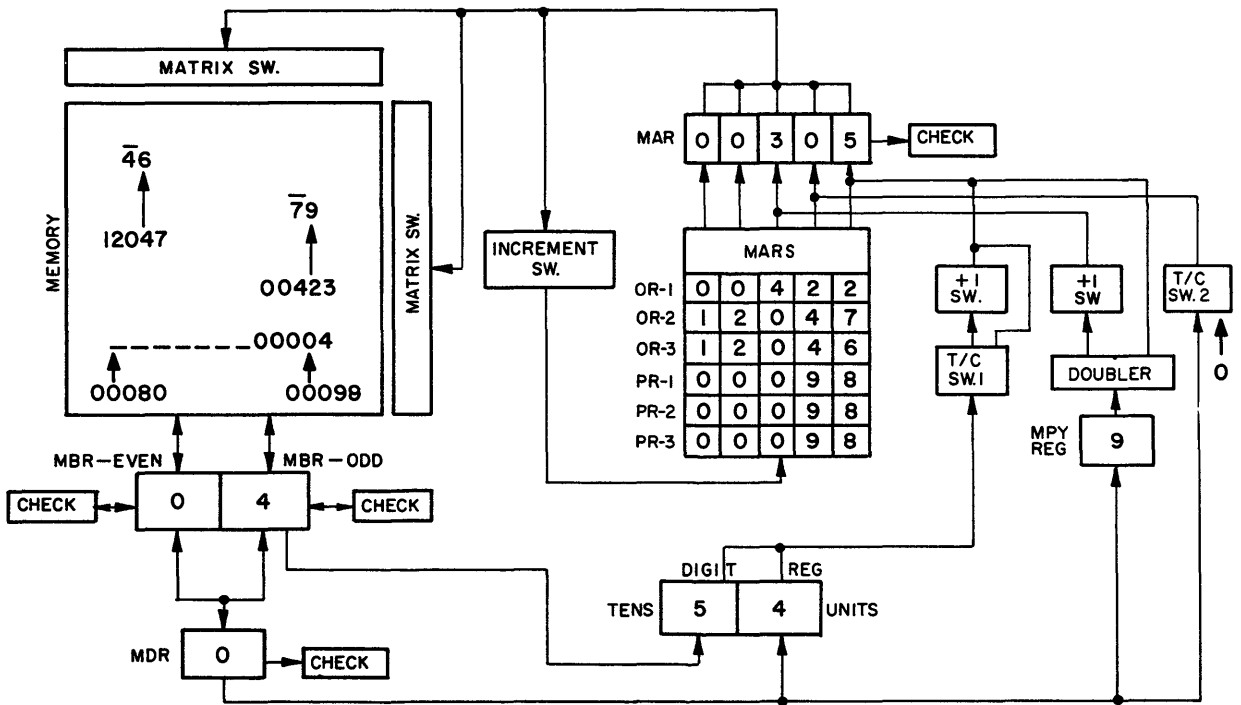 MATRIX SW.
MEMORY
4̅6
12047
7̅9
00423
_ _ _ _ _ _ _ _ 00004
00080
00098
MATRIX SW.
INCREMENT
SW.
MAR
0 0 3 0 5
CHECK
MARS
OR-1 0 0 4 2 2
OR-2 1 2 0 4 7
OR-3 1 2 0 4 6
PR-1 0 0 0 9 8
PR-2 0 0 0 9 8
PR-3 0 0 0 9 8
+1
SW.
T/C
SW.1
+1
SW
T/C
SW.2
DOUBLER
0
MPY
REG
9
MBR-EVEN
MBR-ODD
CHECK
0 4
CHECK
MDR
0
CHECK
DIGIT REG
TENS 5 4 UNITS